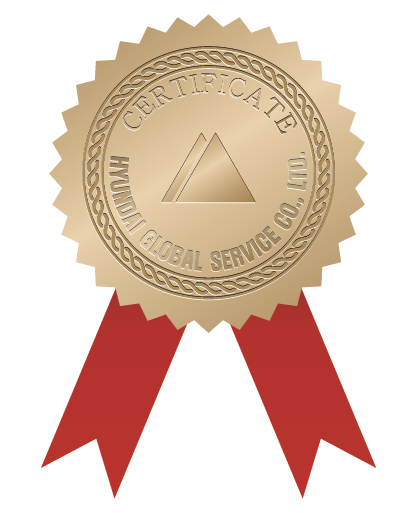 CERTIFICATE
HYUNDAI GLOBAL SERVICE CO., LTD.